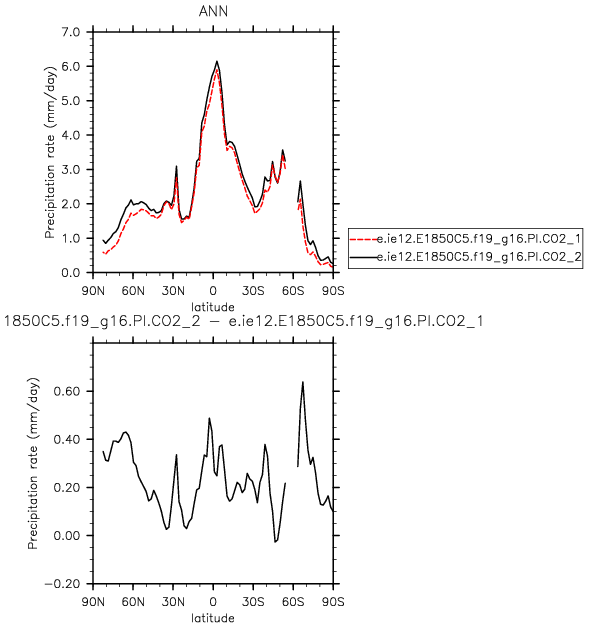 ANN
Precipitation rate (mm/day)
7.0
6.0
5.0
4.0
3.0
2.0
1.0
0.0
90N 60N 30N 0 30S 60S 90S
latitude
e.ie12.E1850C5.f19_g16.PI.CO2_1
e.ie12.E1850C5.f19_g16.PI.CO2_2
1850C5.f19_g16.PI.CO2_2 − e.ie12.E1850C5.f19_g16.PI.CO2_1
Precipitation rate (mm/day)
0.60
0.40
0.20
0.00
−0.20
90N 60N 30N 0 30S 60S 90S
latitude